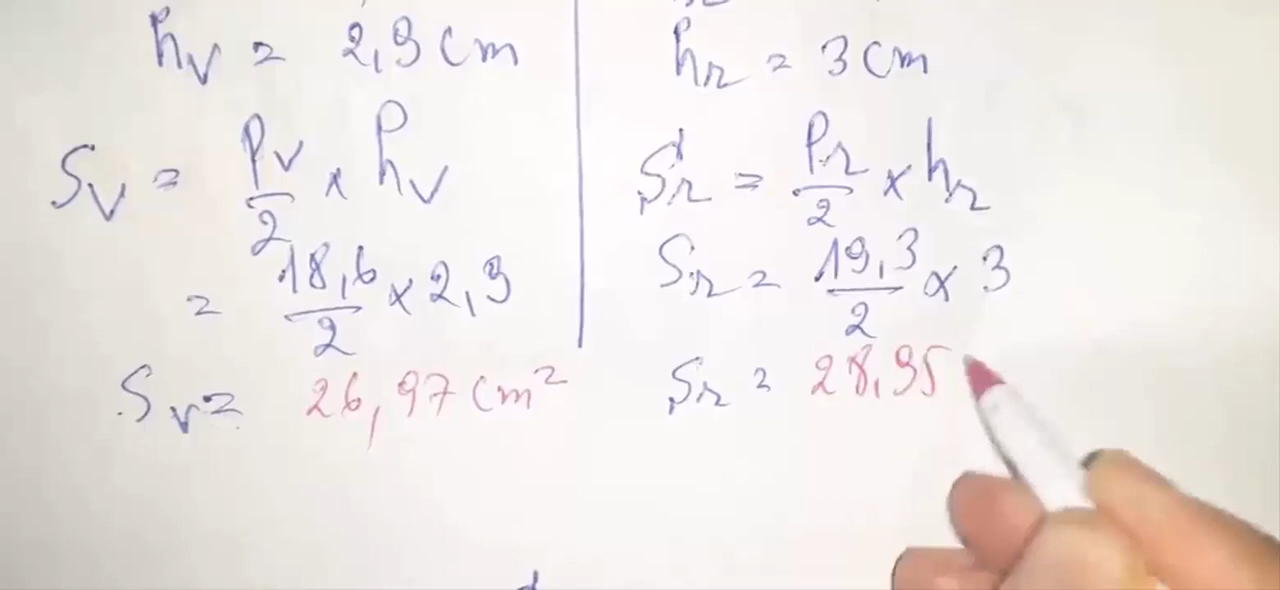 hv = 2,9 cm
Sv = Pv/2 × hv
= 18,6/2 × 2,9
Sv = 26,97 cm²
hr = 3 cm
Sr = Pr/2 × hr
Sr = 19,3/2 × 3
Sr = 28,95